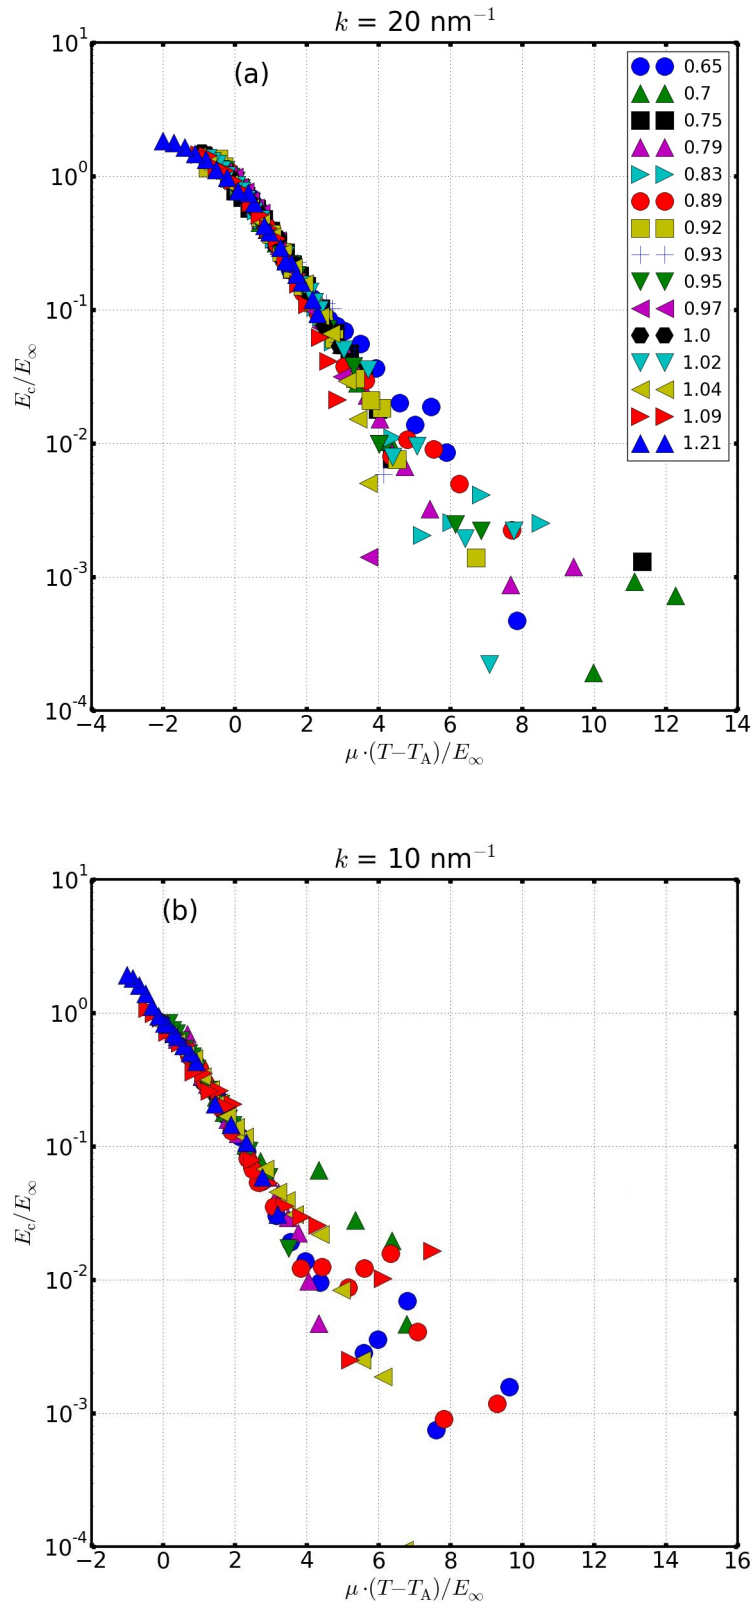 k = 20 nm⁻¹
10¹
10⁰
10⁻¹
10⁻²
10⁻³
10⁻⁴
E_c/E_∞
(a)
0.65
0.7
0.75
0.79
0.83
0.89
0.92
0.93
0.95
0.97
1.0
1.02
1.04
1.09
1.21
−4 −2 0 2 4 6 8 10 12 14
μ·(T−T_A)/E_∞
k = 10 nm⁻¹
10¹
10⁰
10⁻¹
10⁻²
10⁻³
10⁻⁴
E_c/E_∞
(b)
−2 0 2 4 6 8 10 12 14 16
μ·(T−T_A)/E_∞